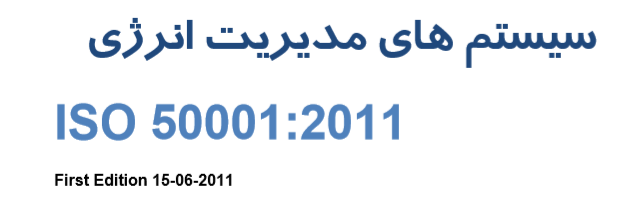 سیستم های مدیریت انرژی
ISO 50001:2011
First Edition 15-06-2011